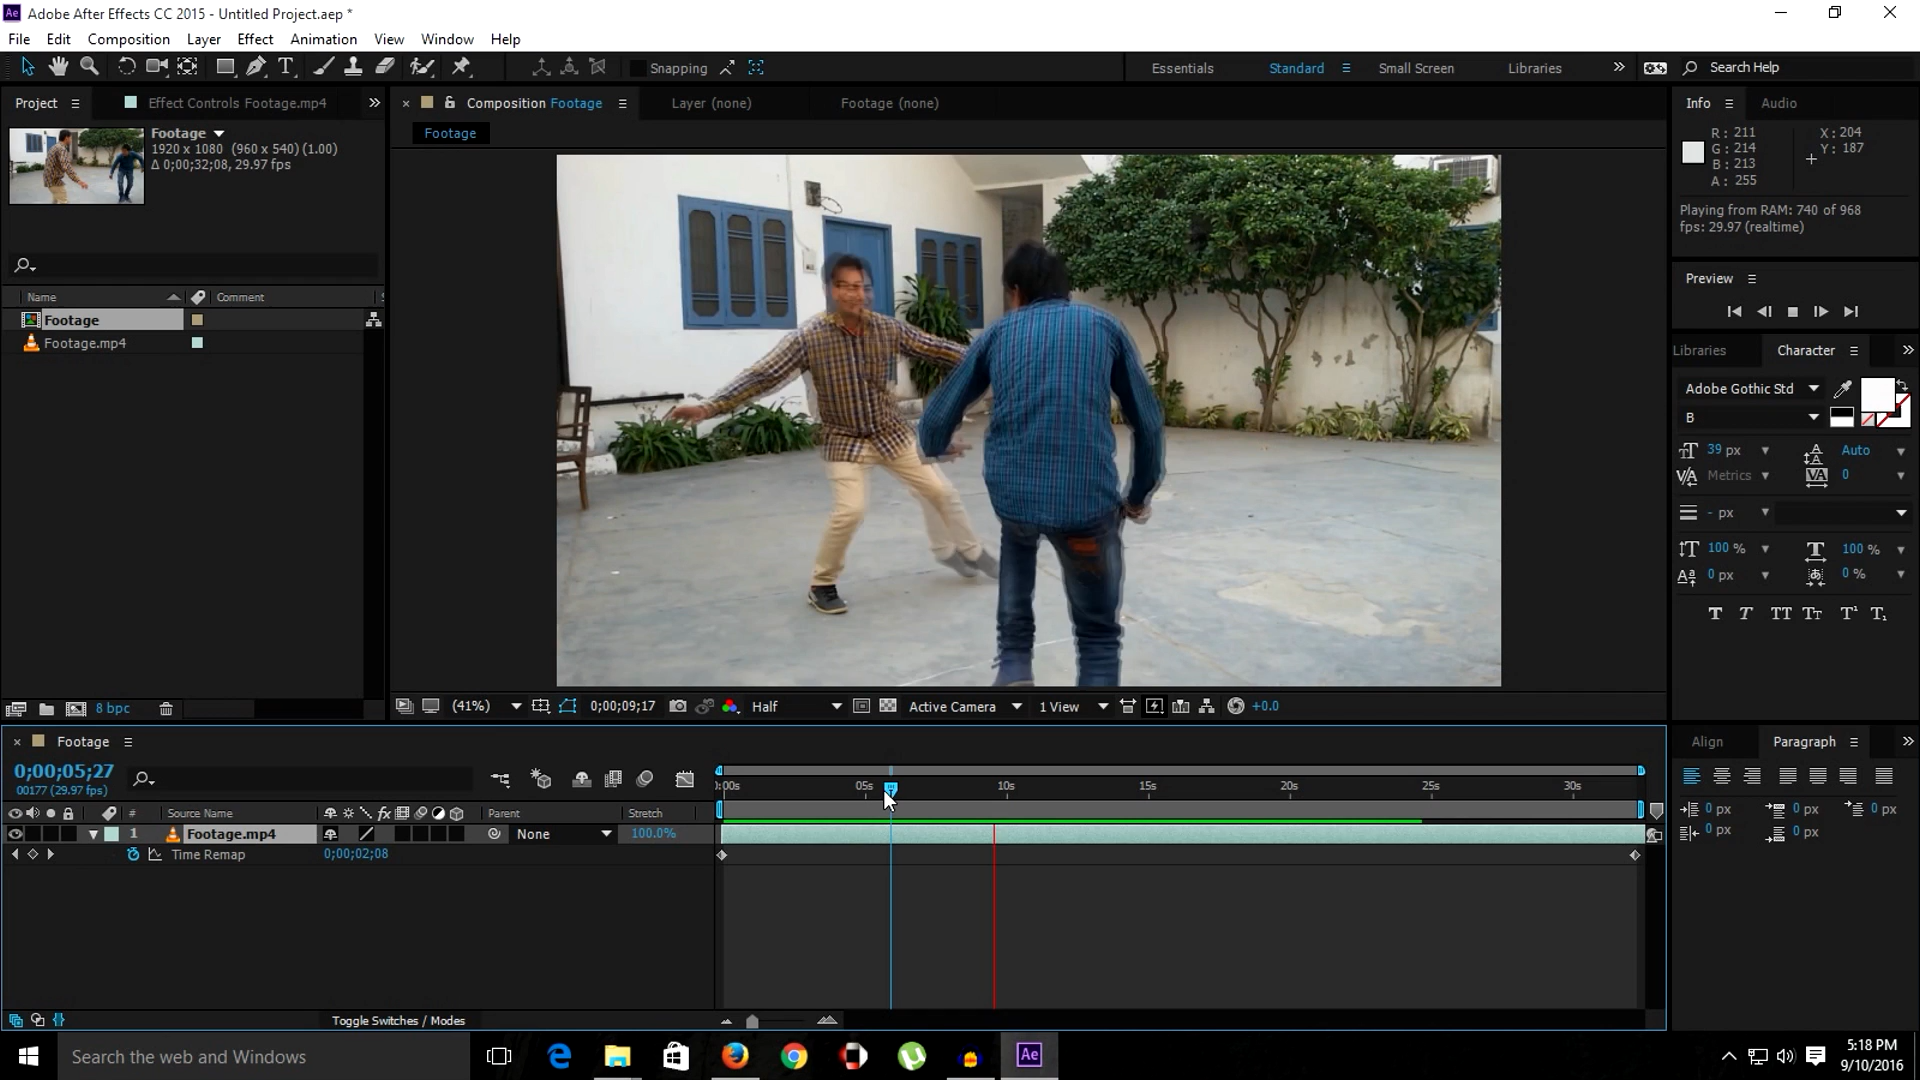 Adobe After Effects CC 2015 - Untitled Project.aep *
File Edit Composition Layer Effect Animation View Window Help
Snapping
Essentials Standard Small Screen Libraries Search Help
Project Effect Controls Footage.mp4
Composition Footage Layer (none) Footage (none)
Footage
Footage
1920 x 1080 (960 x 540) (1.00)
Δ 0;00;32;08, 29.97 fps
Name Comment S
Footage
Footage.mp4
8 bpc
(41%) 0;00;09;17 Half Active Camera 1 View +0.0
Info Audio
R: 211
G: 214
B: 213
A: 255
X: 204
Y: 187
Playing from RAM: 740 of 968
fps: 29.97 (realtime)
Preview
Libraries Character
Adobe Gothic Std
B
39 px Auto
Metrics 0
- px
100 % 100 %
0 px 0 %
T T TT TT T¹ T₁
Align Paragraph
0 px 0 px 0 px
0 px 0 px
Footage
0;00;05;27
00177 (29.97 fps)
# Source Name fx Parent Stretch
1 Footage.mp4 None 100.0%
Time Remap 0;00;02;08
):00s 05s 10s 15s 20s 25s 30s
Toggle Switches / Modes
Search the web and Windows
Ae
5:18 PM
9/10/2016